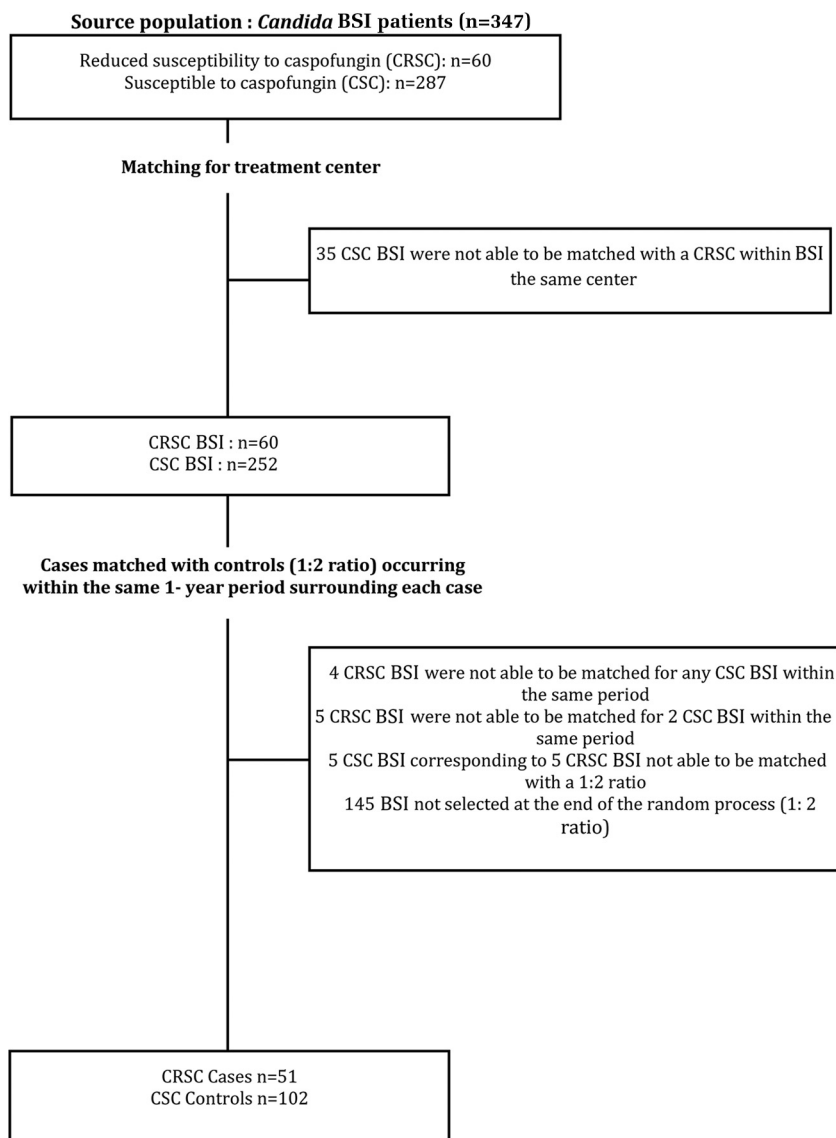 Source population : Candida BSI patients (n=347)
Reduced susceptibility to caspofungin (CRSC): n=60
Susceptible to caspofungin (CSC): n=287
Matching for treatment center
35 CSC BSI were not able to be matched with a CRSC within BSI
the same center
CRSC BSI : n=60
CSC BSI : n=252
Cases matched with controls (1:2 ratio) occurring
within the same 1- year period surrounding each case
4 CRSC BSI were not able to be matched for any CSC BSI within
the same period
5 CRSC BSI were not able to be matched for 2 CSC BSI within the
same period
5 CSC BSI corresponding to 5 CRSC BSI not able to be matched
with a 1:2 ratio
145 BSI not selected at the end of the random process (1: 2
ratio)
CRSC Cases n=51
CSC Controls n=102